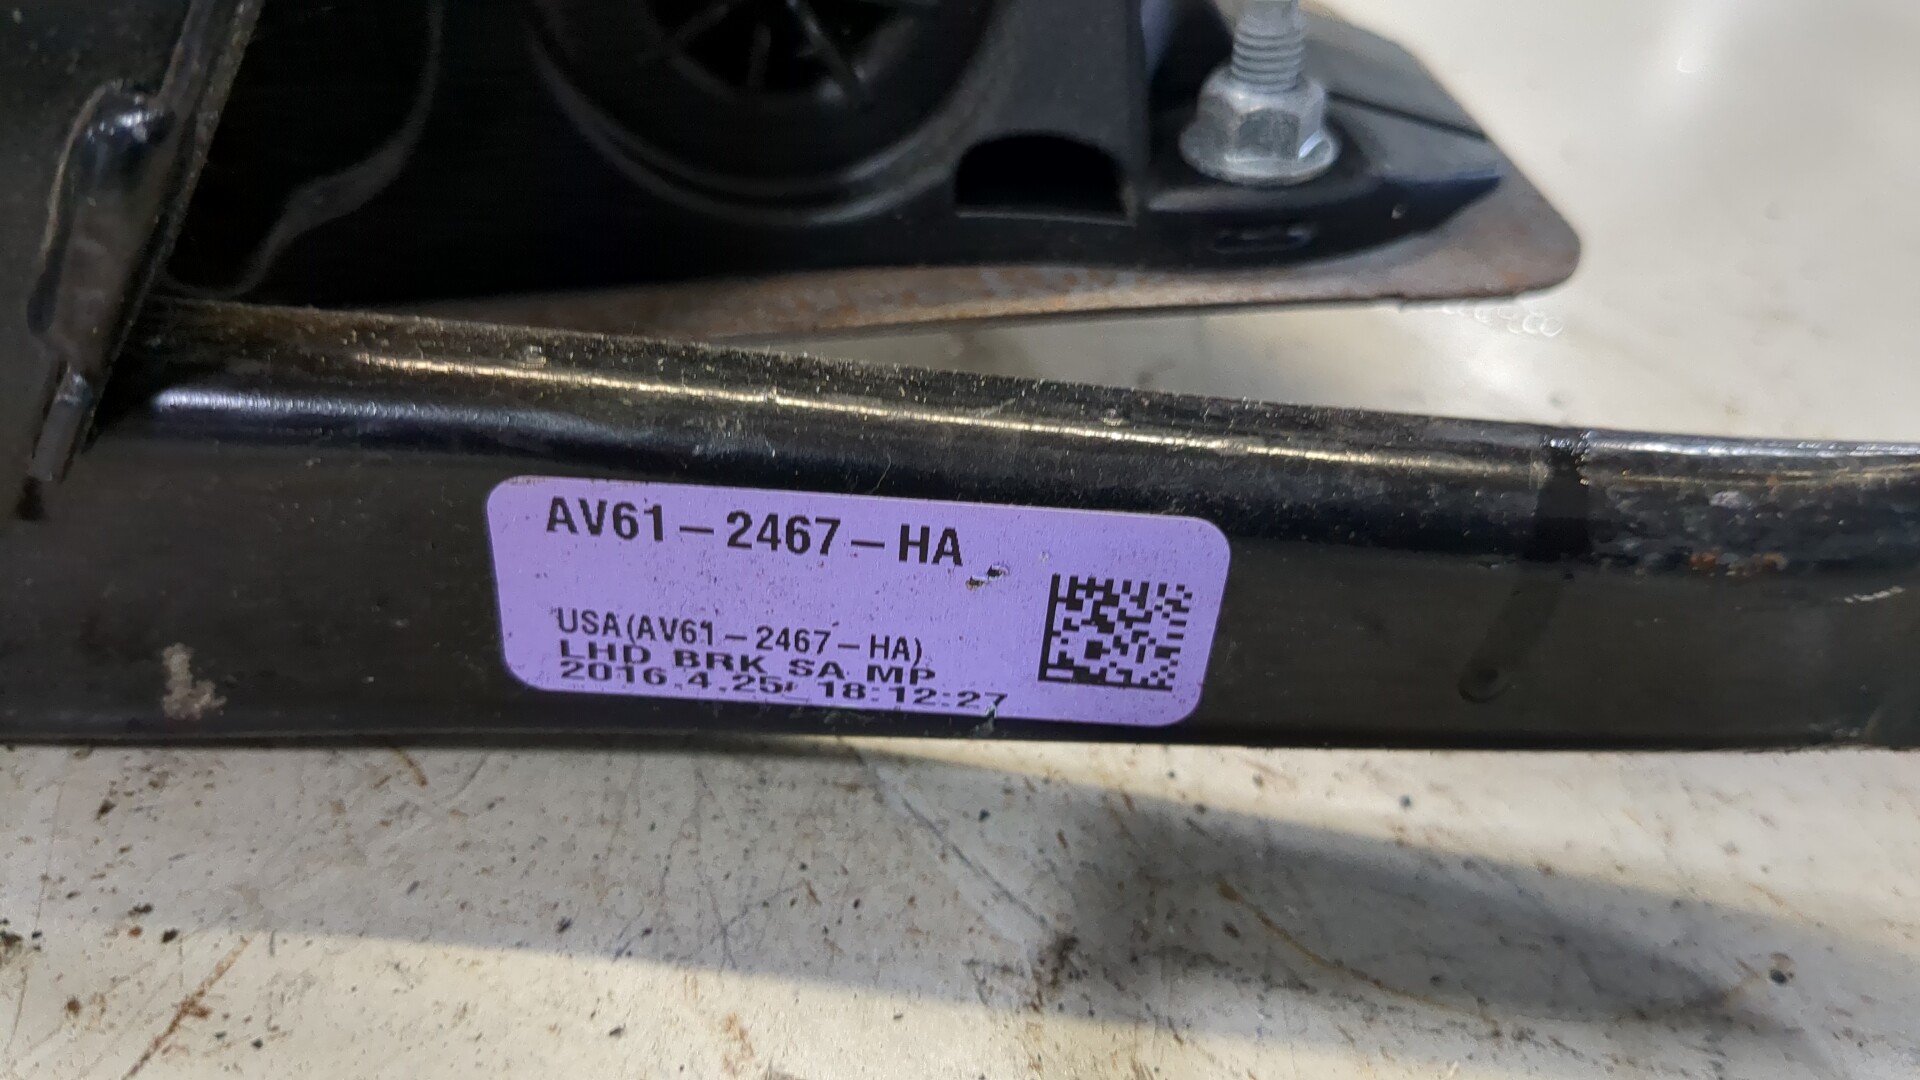 AV61-2467-HA
USA(AV61-2467-HA)
LHD BRK SA MP
2016.4.25 18:12:27